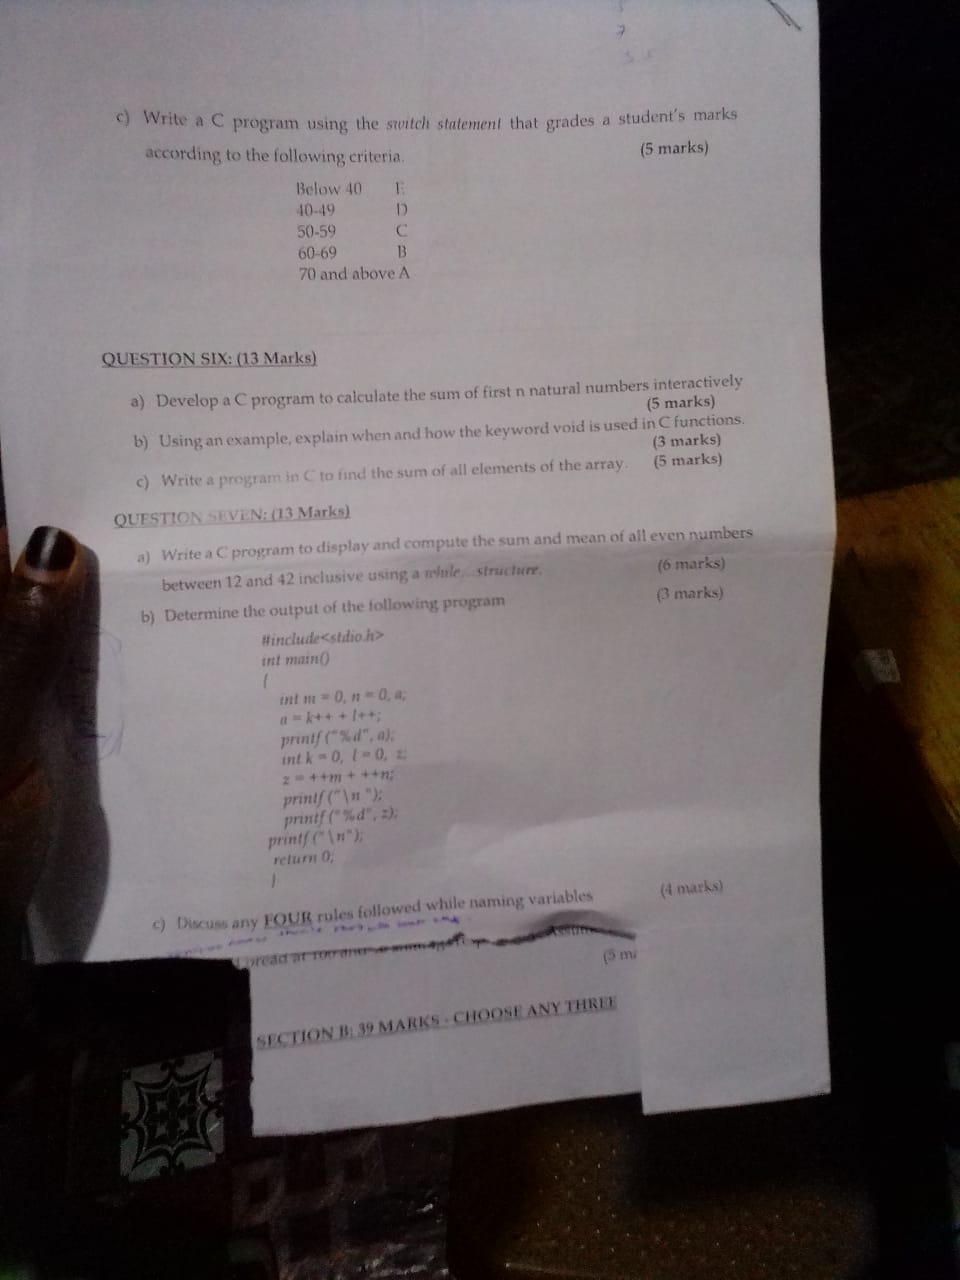 c) Write a C program using the switch statement that grades a student's marks
according to the following criteria. (5 marks)
Below 40 E
40-49 D
50-59 C
60-69 B
70 and above A
QUESTION SIX: (13 Marks)
a) Develop a C program to calculate the sum of first n natural numbers interactively
(5 marks)
b) Using an example, explain when and how the keyword void is used in C functions.
(3 marks)
c) Write a program in C to find the sum of all elements of the array. (5 marks)
QUESTION SEVEN: (13 Marks)
a) Write a C program to display and compute the sum and mean of all even numbers
between 12 and 42 inclusive using a while... structure. (6 marks)
b) Determine the output of the following program (3 marks)
#include<stdio.h>
int main()
{
int m = 0, n = 0, a;
a = k++ + l++;
printf ("%d", a);
int k = 0, l = 0, z;
z = ++m + ++n;
printf ("\n ");
printf ("%d", z);
printf ("\n");
return 0;
}
c) Discuss any FOUR rules followed while naming variables (4 marks)
(5 ma
SECTION B: 39 MARKS - CHOOSE ANY THREE